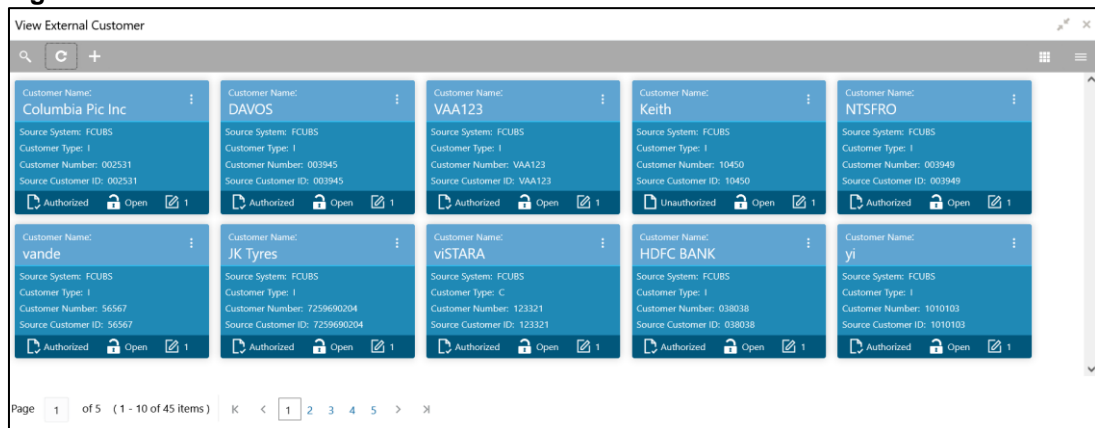 View External Customer
Customer Name:
Columbia Pic Inc
Source System: FCUBS
Customer Type: I
Customer Number: 002531
Source Customer ID: 002531
Authorized Open 1
Customer Name:
DAVOS
Source System: FCUBS
Customer Type: I
Customer Number: 003945
Source Customer ID: 003945
Authorized Open 1
Customer Name:
VAA123
Source System: FCUBS
Customer Type: I
Customer Number: VAA123
Source Customer ID: VAA123
Authorized Open 1
Customer Name:
Keith
Source System: FCUBS
Customer Type: I
Customer Number: 10450
Source Customer ID: 10450
Unauthorized Open 1
Customer Name:
NTSFRO
Source System: FCUBS
Customer Type: I
Customer Number: 003949
Source Customer ID: 003949
Authorized Open 1
Customer Name:
vande
Source System: FCUBS
Customer Type: I
Customer Number: 56567
Source Customer ID: 56567
Authorized Open 1
Customer Name:
JK Tyres
Source System: FCUBS
Customer Type: I
Customer Number: 7259690204
Source Customer ID: 7259690204
Authorized Open 1
Customer Name:
viSTARA
Source System: FCUBS
Customer Type: C
Customer Number: 123321
Source Customer ID: 123321
Authorized Open 1
Customer Name:
HDFC BANK
Source System: FCUBS
Customer Type: I
Customer Number: 038038
Source Customer ID: 038038
Authorized Open 1
Customer Name:
yi
Source System: FCUBS
Customer Type: I
Customer Number: 1010103
Source Customer ID: 1010103
Authorized Open 1
Page 1 of 5 (1 - 10 of 45 items) 1 2 3 4 5